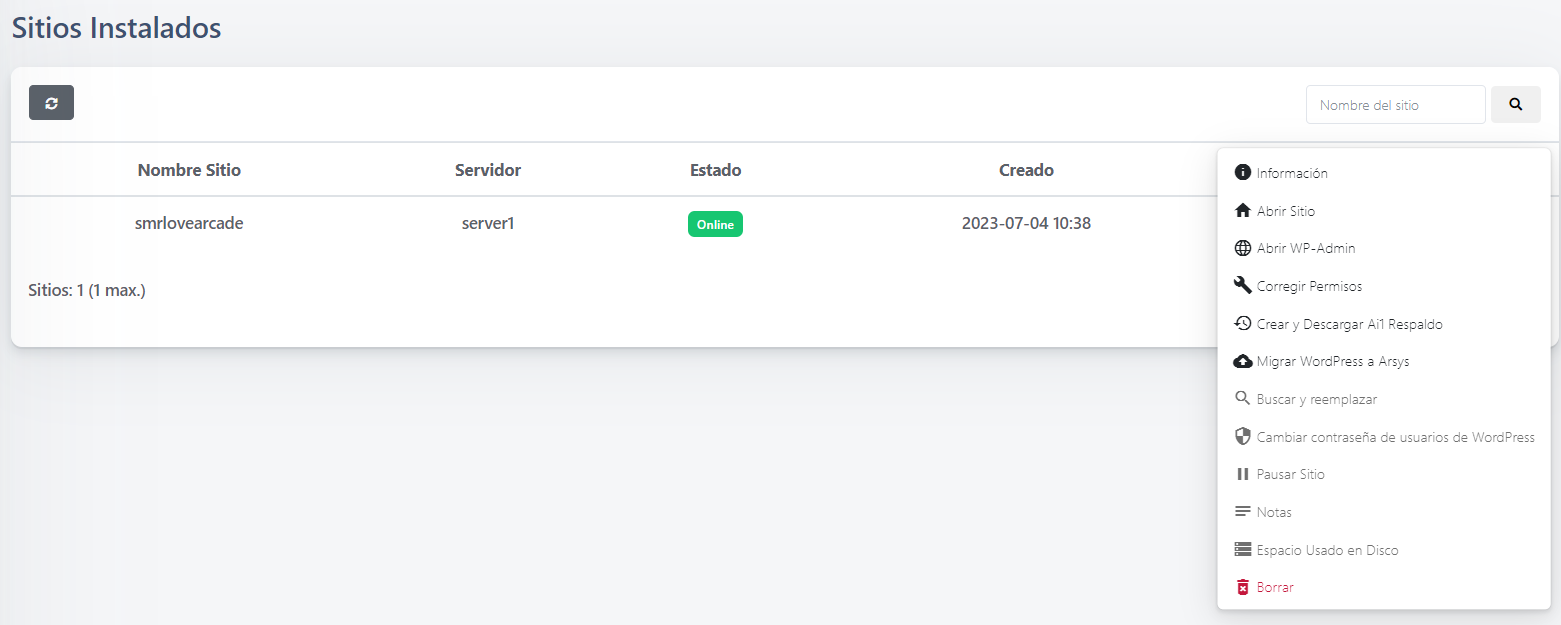 Sitios Instalados
Nombre del sitio
Nombre Sitio Servidor Estado Creado
smrlovearcade server1 Online 2023-07-04 10:38
Sitios: 1 (1 max.)
Información
Abrir Sitio
Abrir WP-Admin
Corregir Permisos
Crear y Descargar Ai1 Respaldo
Migrar WordPress a Arsys
Buscar y reemplazar
Cambiar contraseña de usuarios de WordPress
Pausar Sitio
Notas
Espacio Usado en Disco
Borrar